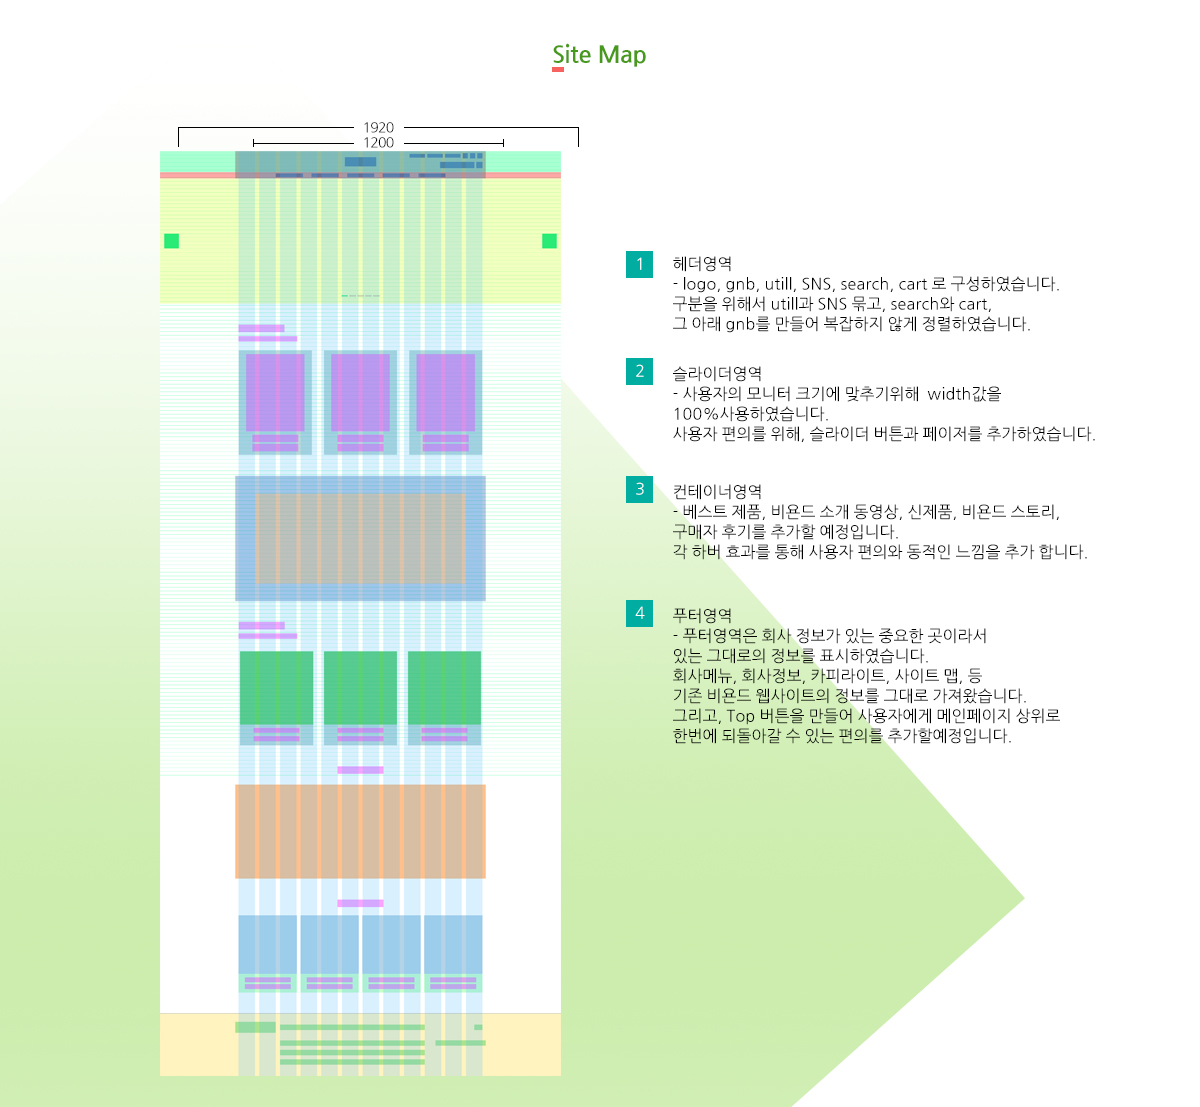 Site Map
1920
1200
1
헤더영역
- logo, gnb, utill, SNS, search, cart 로 구성하였습니다.
구분을 위해서 utill과 SNS 묶고, search와 cart,
그 아래 gnb를 만들어 복잡하지 않게 정렬하였습니다.
2
슬라이더영역
- 사용자의 모니터 크기에 맞추기위해 width값을
100%사용하였습니다.
사용자 편의를 위해, 슬라이더 버튼과 페이저를 추가하였습니다.
3
컨테이너영역
- 베스트 제품, 비욘드 소개 동영상, 신제품, 비욘드 스토리,
구매자 후기를 추가할 예정입니다.
각 하버 효과를 통해 사용자 편의와 동적인 느낌을 추가 합니다.
4
푸터영역
- 푸터영역은 회사 정보가 있는 중요한 곳이라서
있는 그대로의 정보를 표시하였습니다.
회사메뉴, 회사정보, 카피라이트, 사이트 맵, 등
기존 비욘드 웹사이트의 정보를 그대로 가져왔습니다.
그리고, Top 버튼을 만들어 사용자에게 메인페이지 상위로
한번에 되돌아갈 수 있는 편의를 추가할예정입니다.